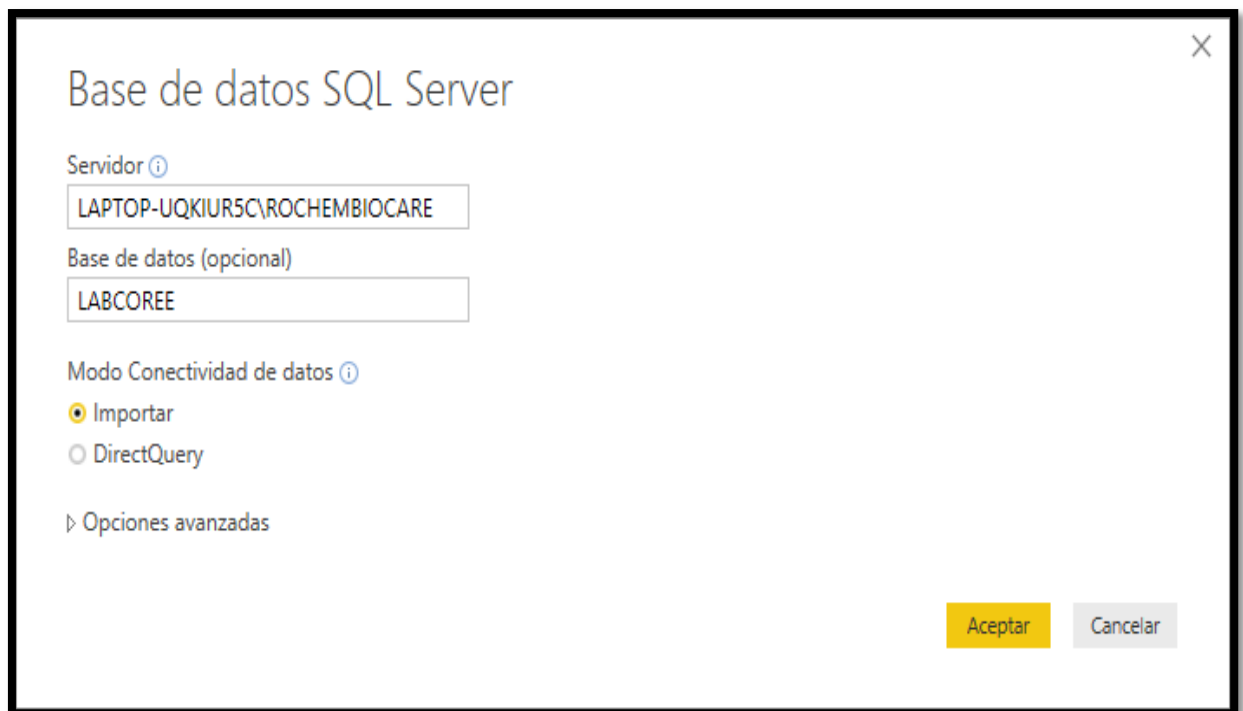 Base de datos SQL Server
Servidor
LAPTOP-UQKIUR5C\ROCHEMBIOCARE
Base de datos (opcional)
LABCOREE
Modo Conectividad de datos
Importar
DirectQuery
Opciones avanzadas
Aceptar Cancelar